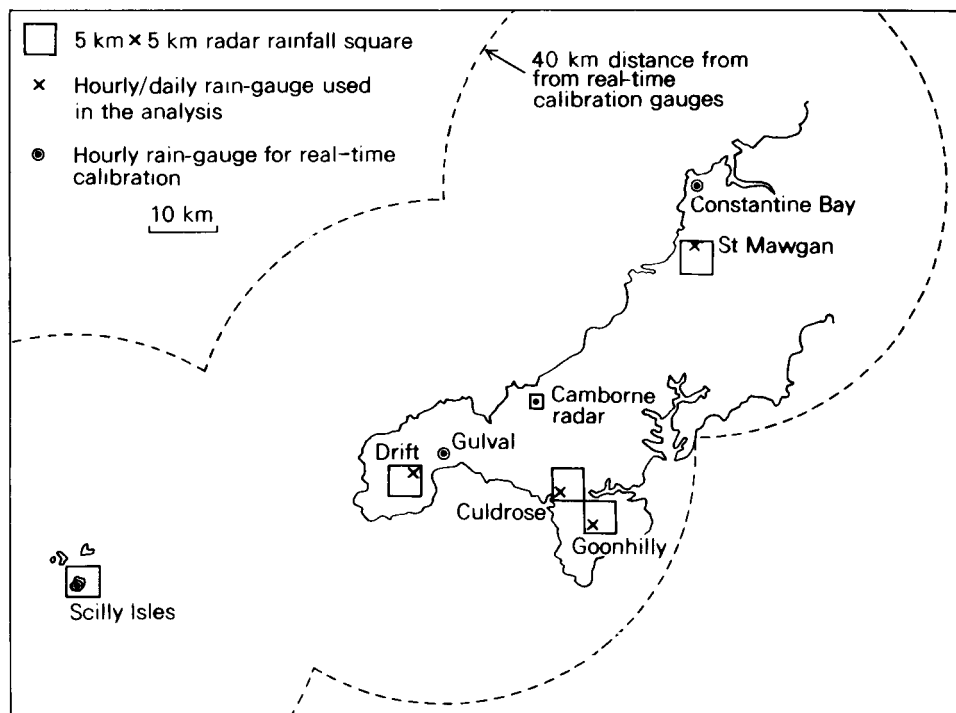 5 km × 5 km radar rainfall square
Hourly/daily rain-gauge used
in the analysis
Hourly rain-gauge for real-time
calibration
10 km
40 km distance from
from real-time
calibration gauges
Constantine Bay
St Mawgan
Camborne
radar
Gulval
Drift
Culdrose
Goonhilly
Scilly Isles